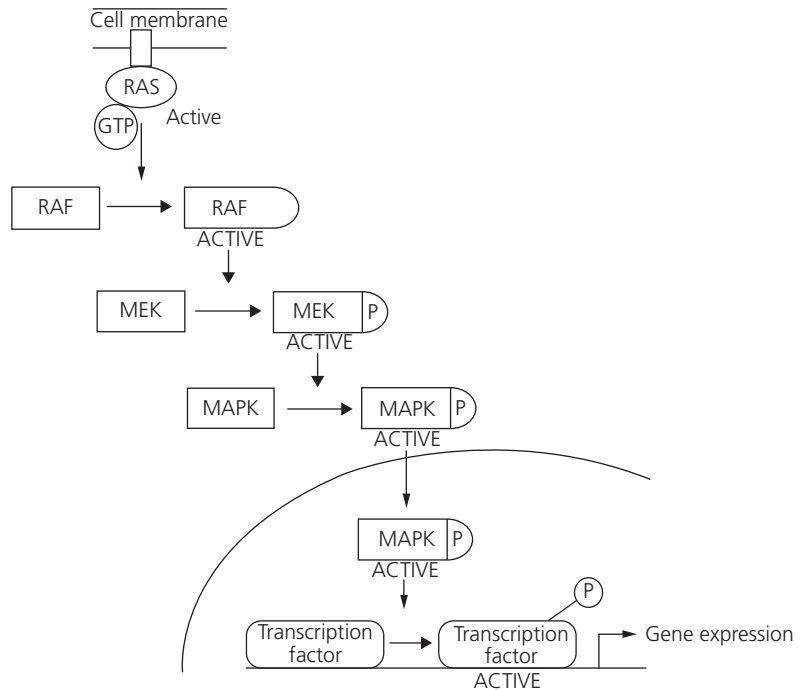 Cell membrane
RAS
GTP
Active
RAF
RAF
ACTIVE
MEK
MEK
P
ACTIVE
MAPK
MAPK
P
ACTIVE
MAPK
P
ACTIVE
P
Transcription
factor
Transcription
factor
Gene expression
ACTIVE